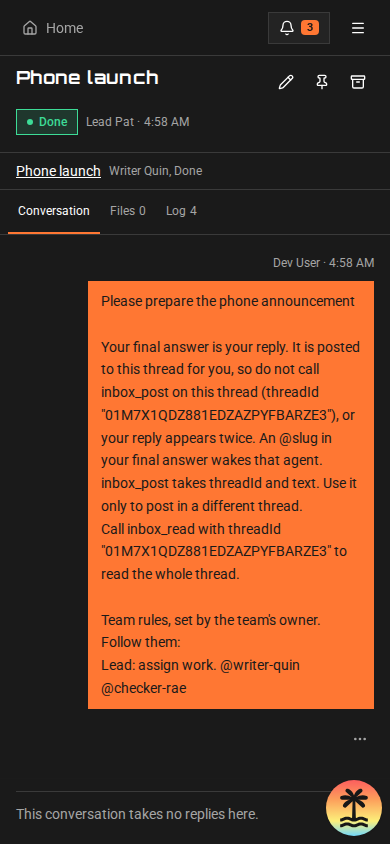 Home
3
Phone launch
Done
Lead Pat · 4:58 AM
Phone launch Writer Quin, Done
Conversation Files 0 Log 4
Dev User · 4:58 AM
Please prepare the phone announcement
Your final answer is your reply. It is posted
to this thread for you, so do not call
inbox_post on this thread (threadId
"01M7X1QDZ881EDZAZPYFBARZE3"), or
your reply appears twice. An @slug in
your final answer wakes that agent.
inbox_post takes threadId and text. Use it
only to post in a different thread.
Call inbox_read with threadId
"01M7X1QDZ881EDZAZPYFBARZE3" to
read the whole thread.
Team rules, set by the team's owner.
Follow them:
Lead: assign work. @writer-quin
@checker-rae
This conversation takes no replies here.